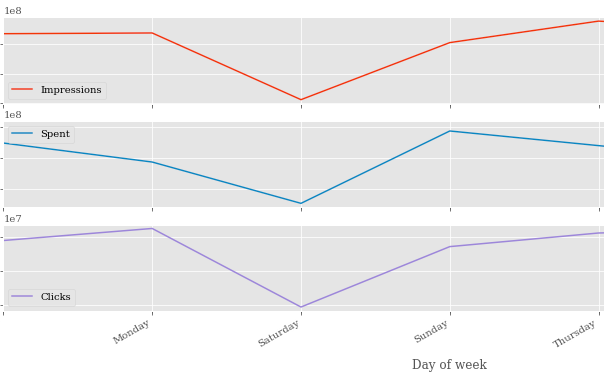 1e8
Impressions
1e8
Spent
1e7
Clicks
Monday
Saturday
Sunday
Thursday
Day of week